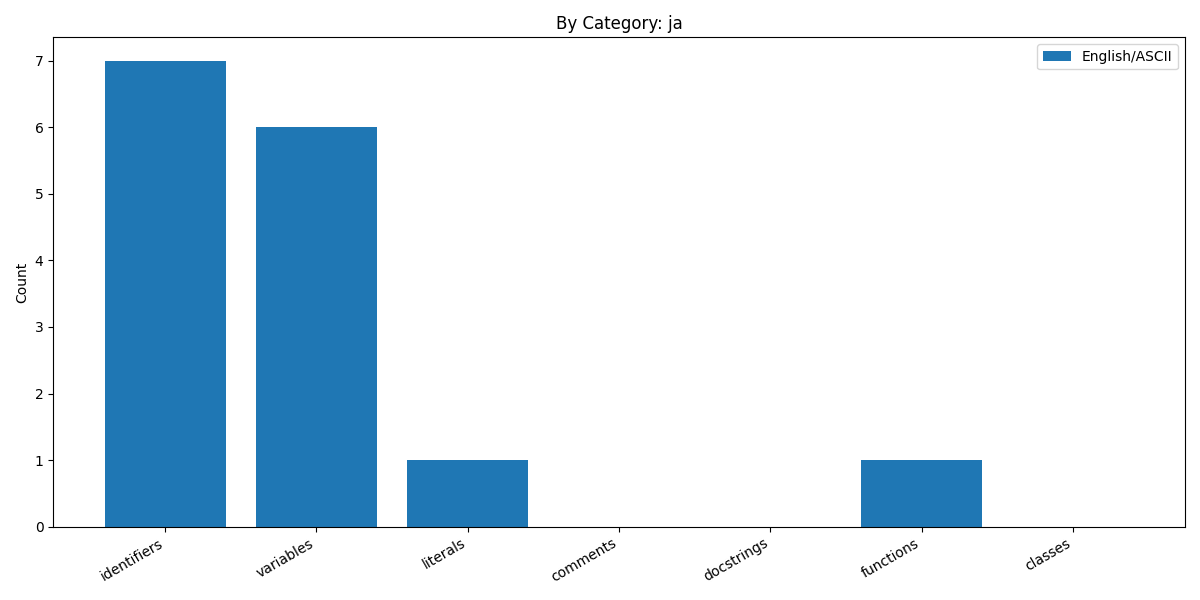 By Category: ja
English/ASCII
Count
7
6
5
4
3
2
1
0
identifiers
variables
literals
comments
docstrings
functions
classes